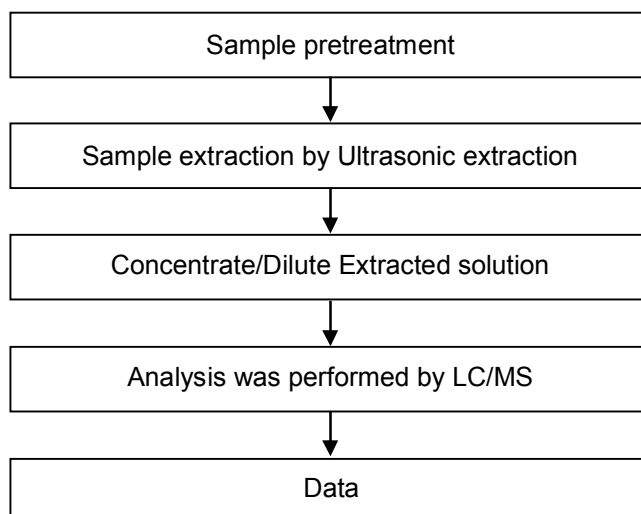 Sample pretreatment
Sample extraction by Ultrasonic extraction
Concentrate/Dilute Extracted solution
Analysis was performed by LC/MS
Data